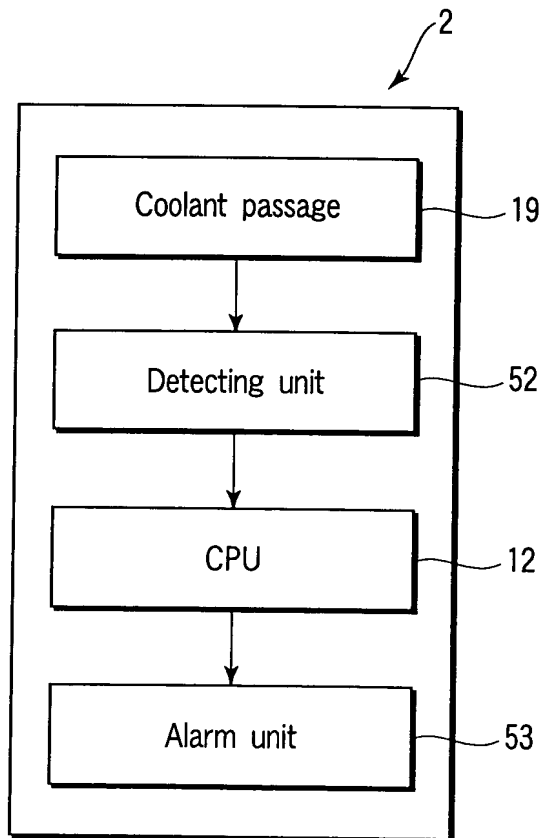 2
Coolant passage
19
Detecting unit
52
CPU
12
Alarm unit
53